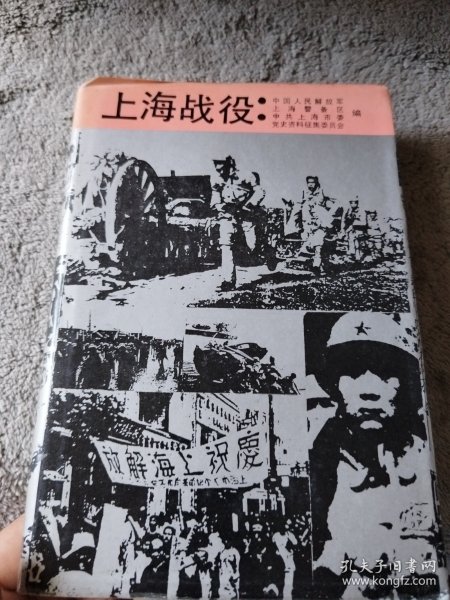 上海战役:
中国人民解放军
上海警备区
中共上海市委
党史资料征集委员会
编
放解海上祝慶
孔夫子旧书网
www.kongfz.com